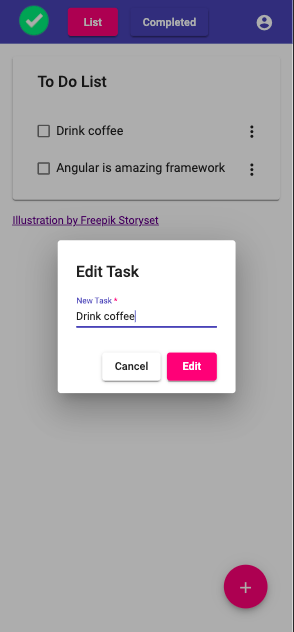 List
Completed
To Do List
Drink coffee
Angular is amazing framework
Illustration by Freepik Storyset
Edit Task
New Task *
Drink coffee
Cancel
Edit